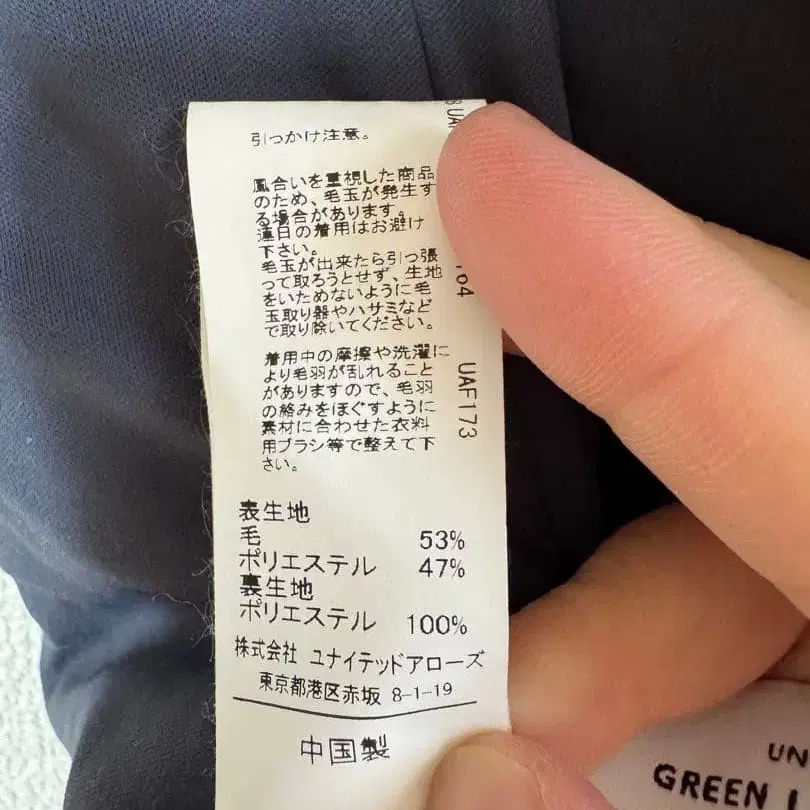 引っかけ注意。
風合いを重視した商品
のため、毛玉が発生す
る場合があります。
連日の着用はお避け
下さい。
毛玉が出来たら引っ張
って取ろうとせず、生地
をいためないように毛
玉取り器やハサミなど
で取り除いてください。
着用中の摩擦や洗濯に
より毛羽が乱れること
がありますので、毛羽
の絡みをほぐすように
素材に合わせた衣料
用ブラシ等で整えて下
さい。
表生地
毛 53%
ポリエステル 47%
裏生地
ポリエステル 100%
株式会社 ユナイテッドアローズ
東京都港区赤坂 8-1-19
中国製
UAF173
UN
GREEN